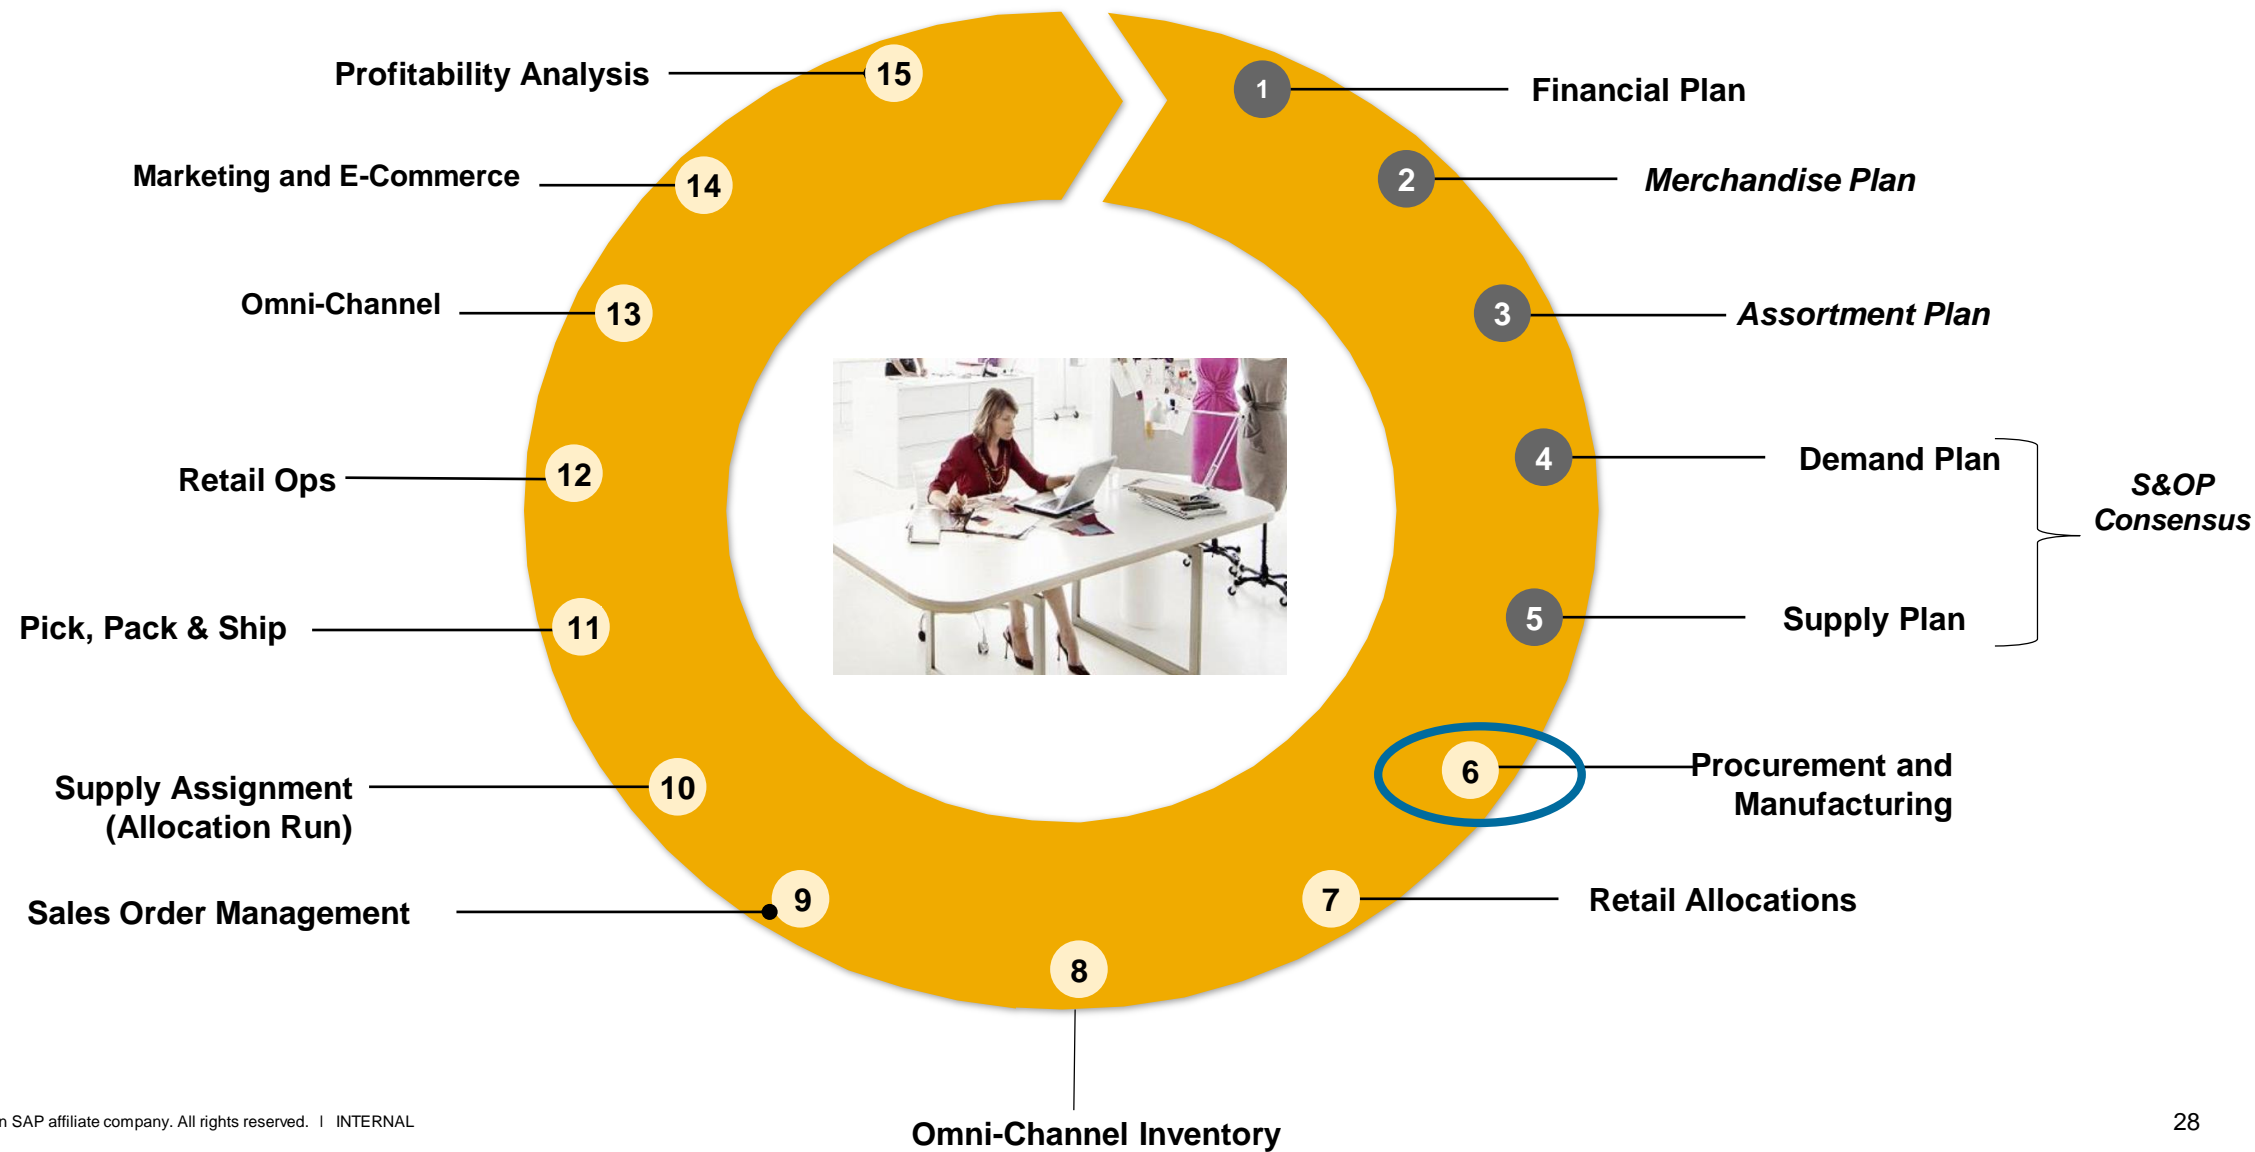 15
Profitability Analysis
1
Financial Plan
14
Marketing and E-Commerce
2
Merchandise Plan
13
Omni-Channel
3
Assortment Plan
12
Retail Ops
4
Demand Plan
S&OP
Consensus
11
Pick, Pack & Ship
5
Supply Plan
6
Procurement and
Manufacturing
10
Supply Assignment
(Allocation Run)
7
Retail Allocations
9
Sales Order Management
8
Omni-Channel Inventory
n SAP affiliate company. All rights reserved. ǀ INTERNAL
28